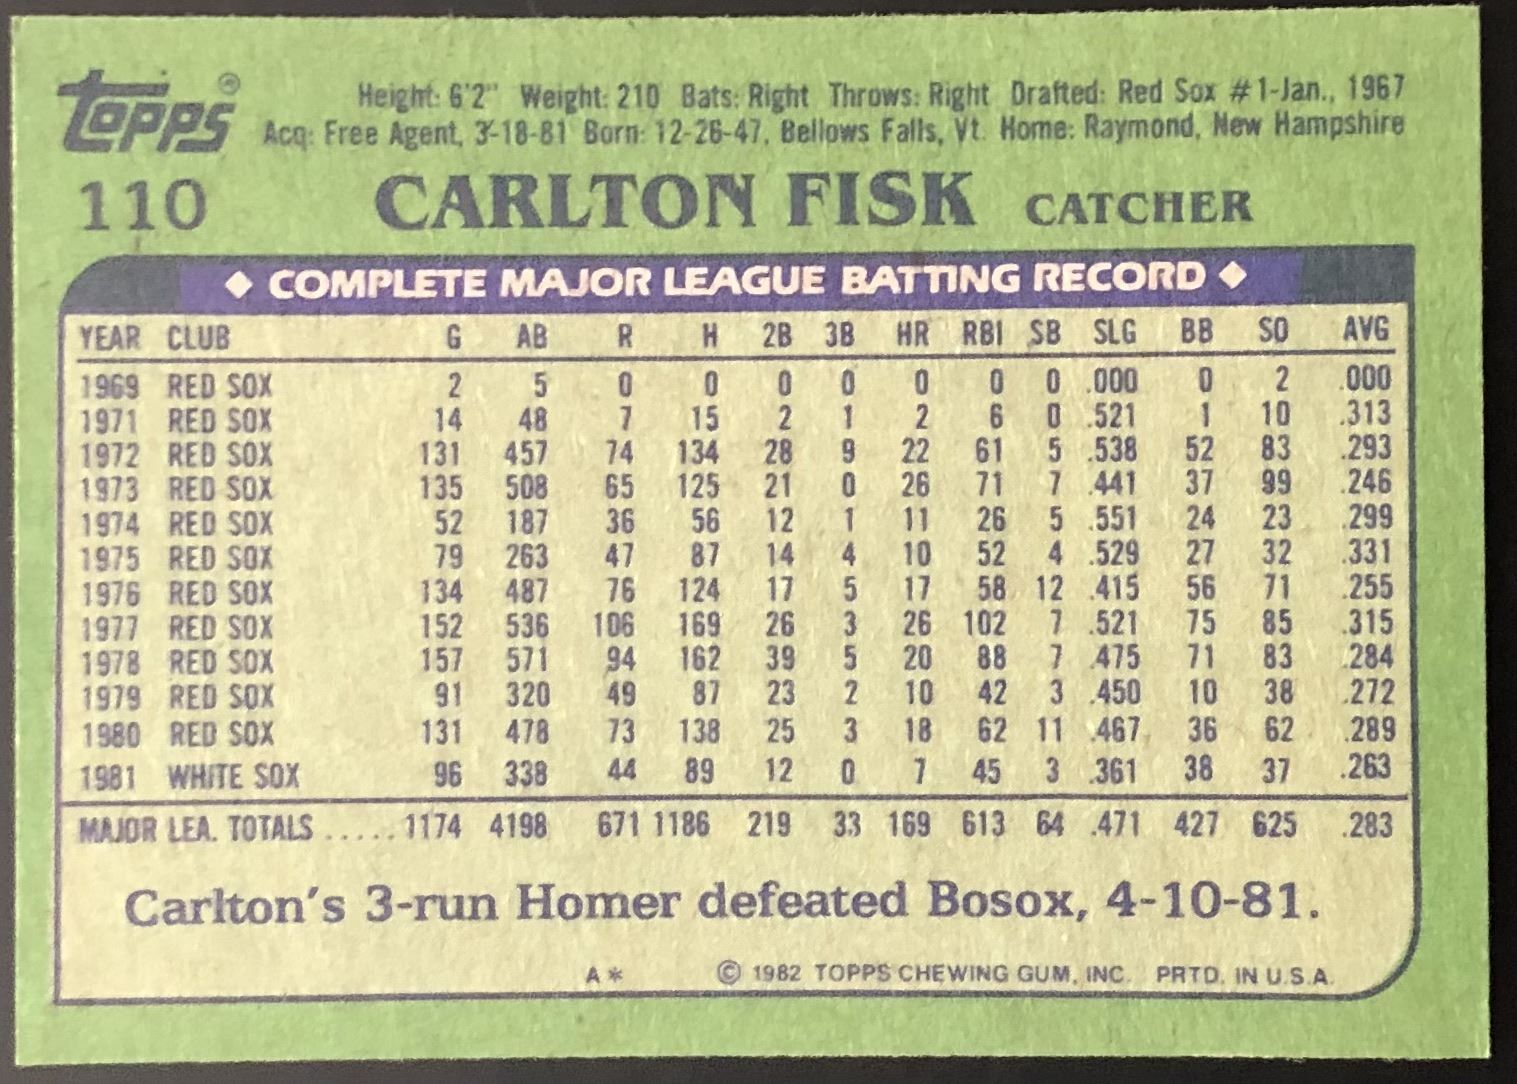 Topps® Height: 6'2" Weight: 210 Bats: Right Throws: Right Drafted: Red Sox #1-Jan., 1967
Acq: Free Agent, 3-18-81 Born: 12-26-47, Bellows Falls, Vt. Home: Raymond, New Hampshire
110 CARLTON FISK CATCHER
◆ COMPLETE MAJOR LEAGUE BATTING RECORD ◆
YEAR CLUB G AB R H 2B 3B HR RBI SB SLG BB SO AVG
1969 RED SOX 2 5 0 0 0 0 0 0 0 .000 0 2 .000
1971 RED SOX 14 48 7 15 2 1 2 6 0 .521 1 10 .313
1972 RED SOX 131 457 74 134 28 9 22 61 5 .538 52 83 .293
1973 RED SOX 135 508 65 125 21 0 26 71 7 .441 37 99 .246
1974 RED SOX 52 187 36 56 12 1 11 26 5 .551 24 23 .299
1975 RED SOX 79 263 47 87 14 4 10 52 4 .529 27 32 .331
1976 RED SOX 134 487 76 124 17 5 17 58 12 .415 56 71 .255
1977 RED SOX 152 536 106 169 26 3 26 102 7 .521 75 85 .315
1978 RED SOX 157 571 94 162 39 5 20 88 7 .475 71 83 .284
1979 RED SOX 91 320 49 87 23 2 10 42 3 .450 10 38 .272
1980 RED SOX 131 478 73 138 25 3 18 62 11 .467 36 62 .289
1981 WHITE SOX 96 338 44 89 12 0 7 45 3 .361 38 37 .263
MAJOR LEA. TOTALS ..... 1174 4198 671 1186 219 33 169 613 64 .471 427 625 .283
Carlton's 3-run Homer defeated Bosox, 4-10-81.
A* © 1982 TOPPS CHEWING GUM, INC. PRTD. IN U.S.A.